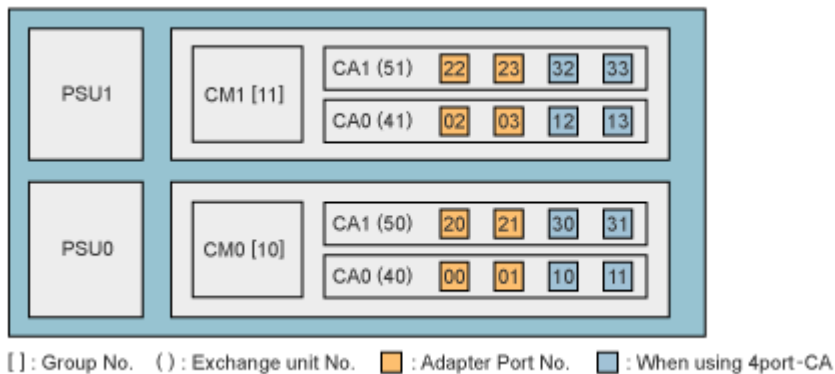 PSU1
CM1 [11]
CA1 (51) 22 23 32 33
CA0 (41) 02 03 12 13
PSU0
CM0 [10]
CA1 (50) 20 21 30 31
CA0 (40) 00 01 10 11
[ ] : Group No. ( ) : Exchange unit No. : Adapter Port No. : When using 4port-CA